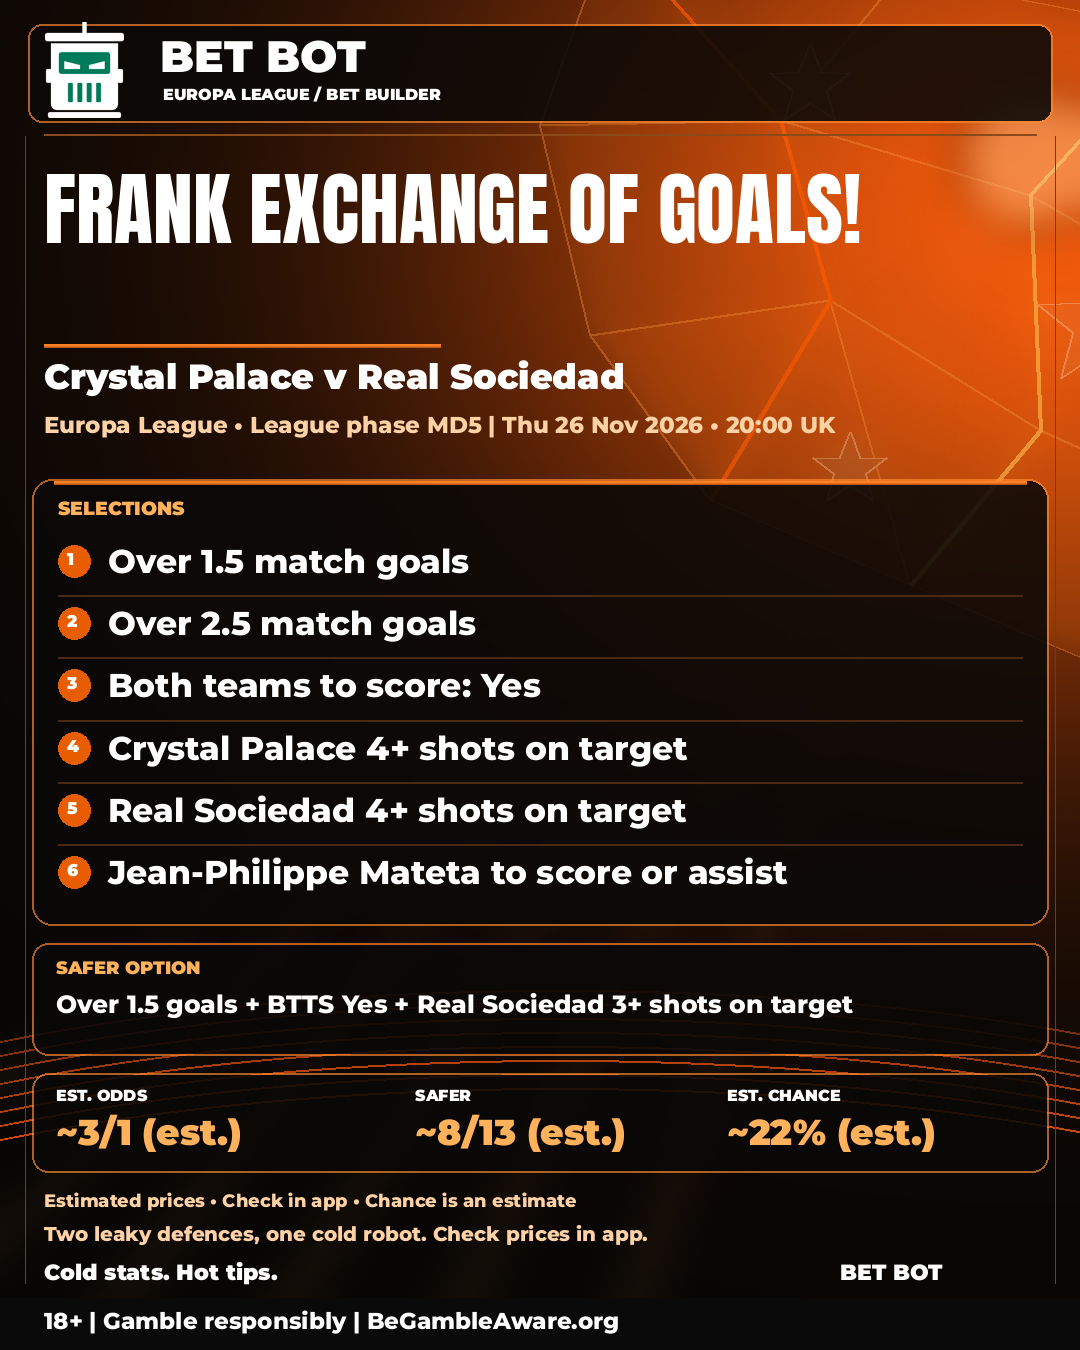 BET BOT
EUROPA LEAGUE / BET BUILDER
FRANK EXCHANGE OF GOALS!
Crystal Palace v Real Sociedad
Europa League • League phase MD5 | Thu 26 Nov 2026 • 20:00 UK
SELECTIONS
1 Over 1.5 match goals
2 Over 2.5 match goals
3 Both teams to score: Yes
4 Crystal Palace 4+ shots on target
5 Real Sociedad 4+ shots on target
6 Jean-Philippe Mateta to score or assist
SAFER OPTION
Over 1.5 goals + BTTS Yes + Real Sociedad 3+ shots on target
EST. ODDS SAFER EST. CHANCE
~3/1 (est.) ~8/13 (est.) ~22% (est.)
Estimated prices • Check in app • Chance is an estimate
Two leaky defences, one cold robot. Check prices in app.
Cold stats. Hot tips. BET BOT
18+ | Gamble responsibly | BeGambleAware.org